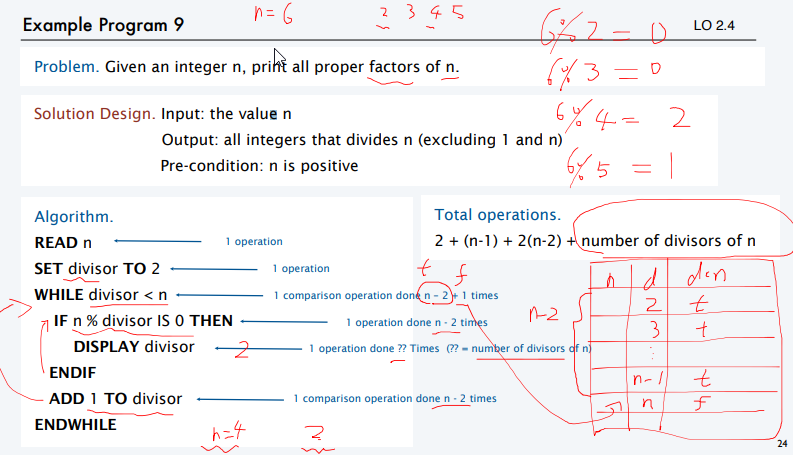 n = 6
2 3 4 5
Example Program 9
LO 2.4
6 % 2 = 0
Problem. Given an integer n, print all proper factors of n.
6 % 3 = 0
Solution Design. Input: the value n
Output: all integers that divides n (excluding 1 and n)
Pre-condition: n is positive
6 % 4 = 2
6 % 5 = 1
Algorithm.
READ n
1 operation
SET divisor TO 2
1 operation
t f
WHILE divisor < n
1 comparison operation done n - 2 + 1 times
IF n % divisor IS 0 THEN
1 operation done n - 2 times
DISPLAY divisor
2
1 operation done ?? Times (?? = number of divisors of n)
ENDIF
ADD 1 TO divisor
1 comparison operation done n - 2 times
ENDWHILE
n=4
2
Total operations.
2 + (n-1) + 2(n-2) + number of divisors of n
n d d<n
n-2
2 t
3 t
n-1 t
n f
24